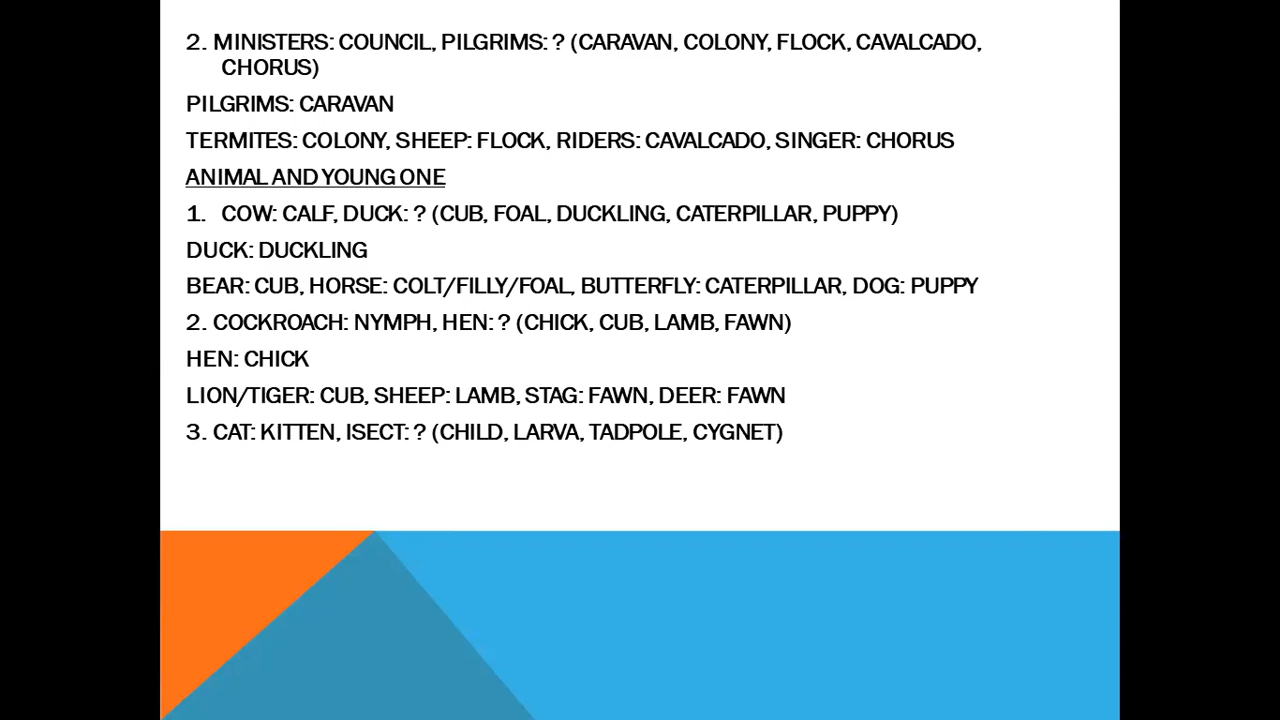 2. MINISTERS: COUNCIL, PILGRIMS: ? (CARAVAN, COLONY, FLOCK, CAVALCADO,
CHORUS)
PILGRIMS: CARAVAN
TERMITES: COLONY, SHEEP: FLOCK, RIDERS: CAVALCADO, SINGER: CHORUS
ANIMAL AND YOUNG ONE
1. COW: CALF, DUCK: ? (CUB, FOAL, DUCKLING, CATERPILLAR, PUPPY)
DUCK: DUCKLING
BEAR: CUB, HORSE: COLT/FILLY/FOAL, BUTTERFLY: CATERPILLAR, DOG: PUPPY
2. COCKROACH: NYMPH, HEN: ? (CHICK, CUB, LAMB, FAWN)
HEN: CHICK
LION/TIGER: CUB, SHEEP: LAMB, STAG: FAWN, DEER: FAWN
3. CAT: KITTEN, ISECT: ? (CHILD, LARVA, TADPOLE, CYGNET)